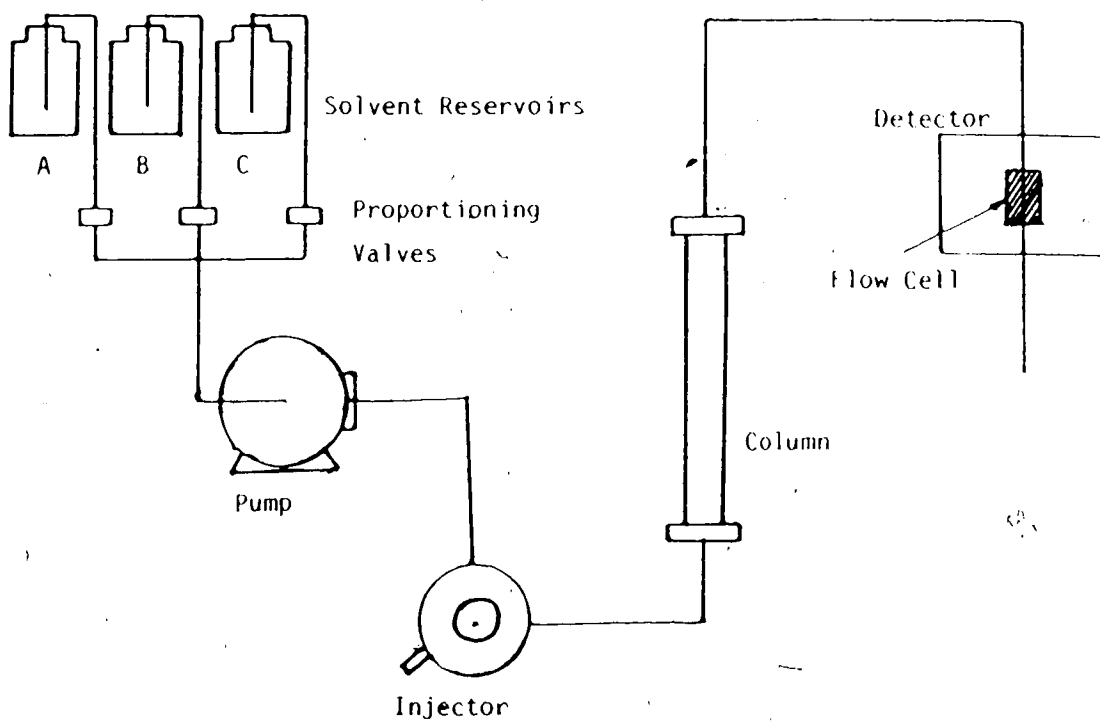 Solvent Reservoirs
A B C
Proportioning
Valves
Detector
Flow Cell
Column
Pump
Injector